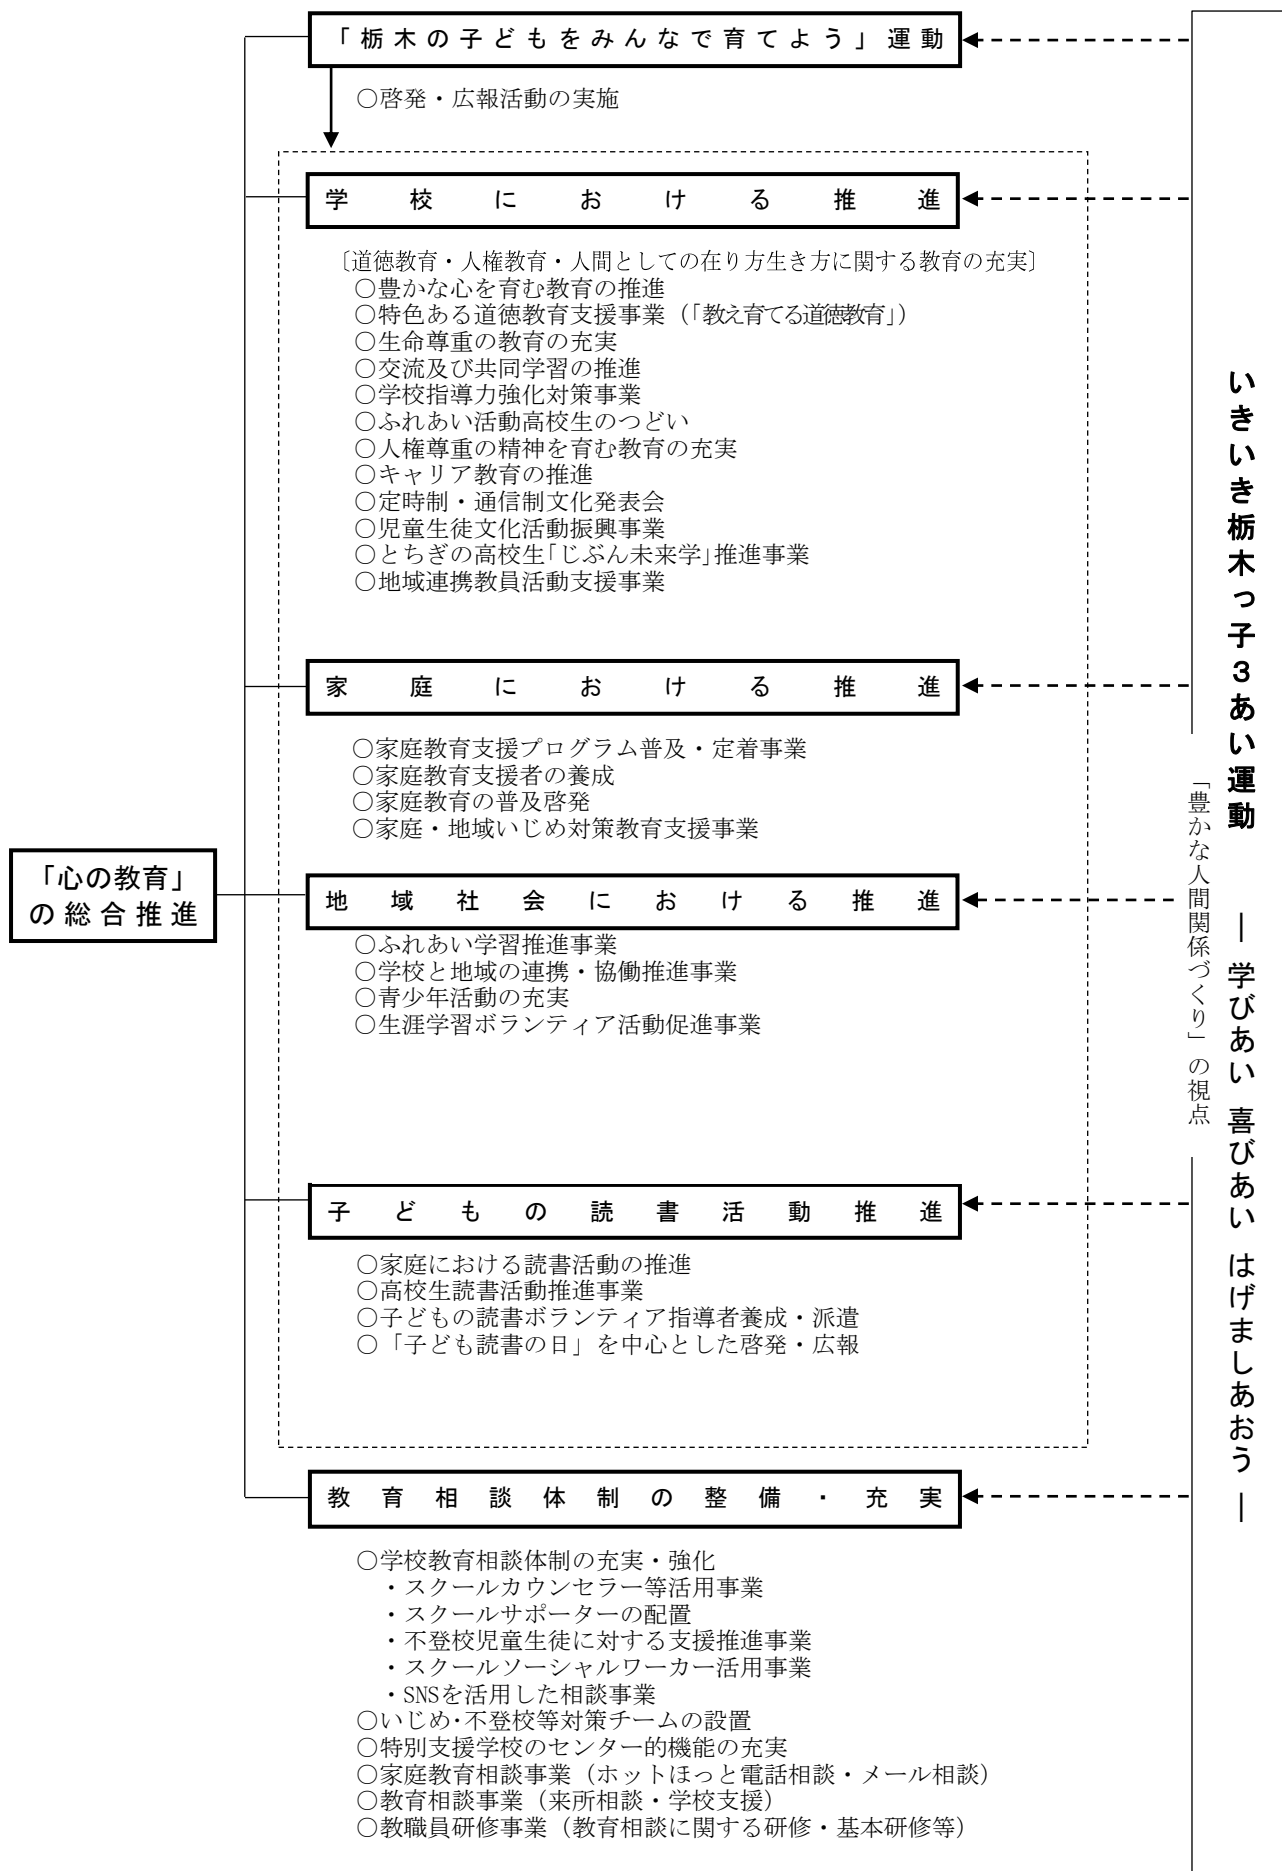 「栃木の子どもをみんなで育てよう」運動
○啓発・広報活動の実施
学校における推進
〔道徳教育・人権教育・人間としての在り方生き方に関する教育の充実〕
○豊かな心を育む教育の推進
○特色ある道徳教育支援事業（「教え育てる道徳教育」）
○生命尊重の教育の充実
○交流及び共同学習の推進
○学校指導力強化対策事業
○ふれあい活動高校生のつどい
○人権尊重の精神を育む教育の充実
○キャリア教育の推進
○定時制・通信制文化発表会
○児童生徒文化活動振興事業
○とちぎの高校生「じぶん未来学」推進事業
○地域連携教員活動支援事業
家庭における推進
○家庭教育支援プログラム普及・定着事業
○家庭教育支援者の養成
○家庭教育の普及啓発
○家庭・地域いじめ対策教育支援事業
「心の教育」
の総合推進
地域社会における推進
○ふれあい学習推進事業
○学校と地域の連携・協働推進事業
○青少年活動の充実
○生涯学習ボランティア活動促進事業
子どもの読書活動推進
○家庭における読書活動の推進
○高校生読書活動推進事業
○子どもの読書ボランティア指導者養成・派遣
○「子ども読書の日」を中心とした啓発・広報
教育相談体制の整備・充実
○学校教育相談体制の充実・強化
・スクールカウンセラー等活用事業
・スクールサポーターの配置
・不登校児童生徒に対する支援推進事業
・スクールソーシャルワーカー活用事業
・SNSを活用した相談事業
○いじめ・不登校等対策チームの設置
○特別支援学校のセンター的機能の充実
○家庭教育相談事業（ホットほっと電話相談・メール相談）
○教育相談事業（来所相談・学校支援）
○教職員研修事業（教育相談に関する研修・基本研修等）
いきいき栃木っ子３あい運動　―　学びあい　喜びあい　はげましあおう　―
「豊かな人間関係づくり」の視点